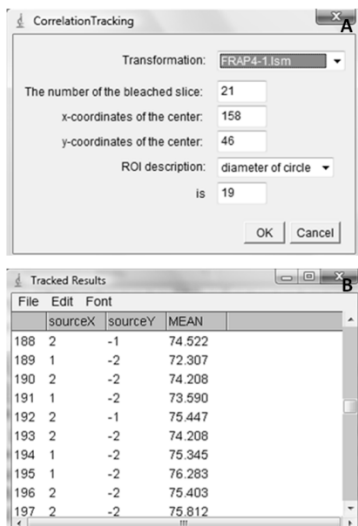 CorrelationTracking
A
Transformation: FRAP4-1.lsm
The number of the bleached slice: 21
x-coordinates of the center: 158
y-coordinates of the center: 46
ROI description: diameter of circle
is 19
OK Cancel
Tracked Results
B
File Edit Font
sourceX sourceY MEAN
188 2 -1 74.522
189 1 -2 72.307
190 2 -2 74.208
191 1 -2 73.590
192 2 -1 75.447
193 2 -2 74.208
194 1 -2 75.345
195 1 -2 76.283
196 2 -2 75.403
197 2 -2 75.812